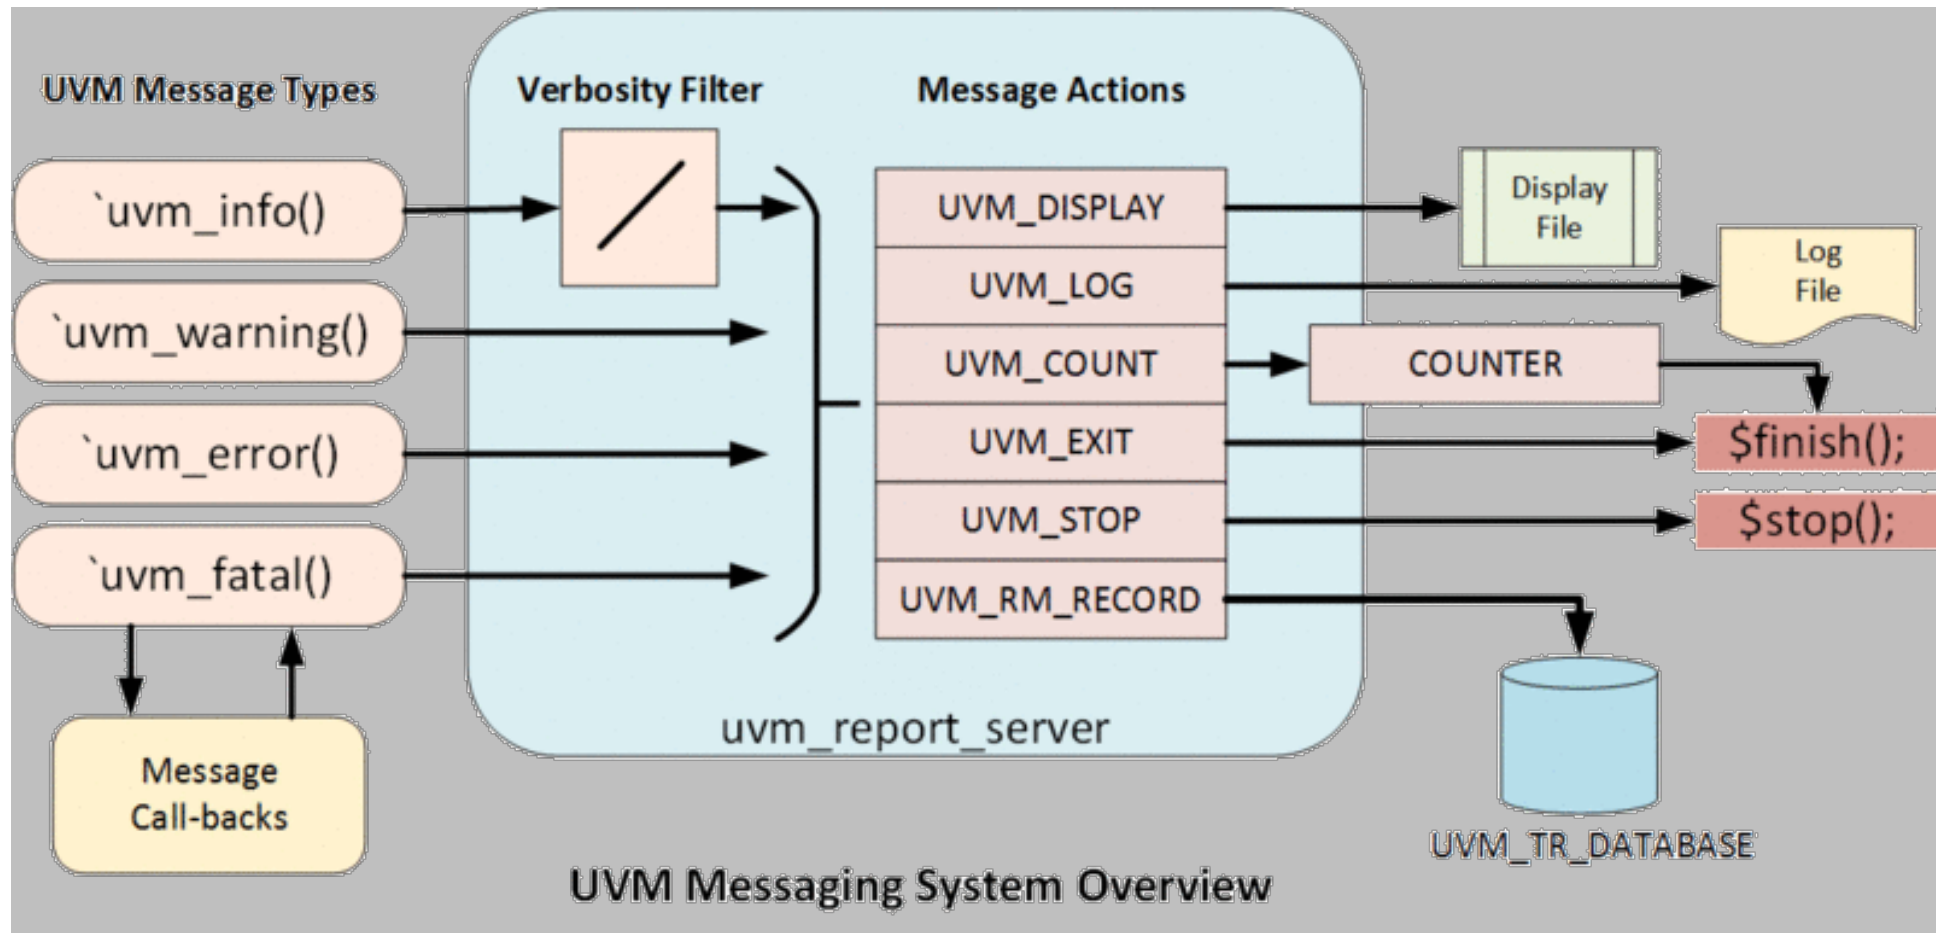 UVM Message Types
Verbosity Filter
Message Actions
`uvm_info()
`uvm_warning()
`uvm_error()
`uvm_fatal()
Message
Call-backs
UVM_DISPLAY
UVM_LOG
UVM_COUNT
UVM_EXIT
UVM_STOP
UVM_RM_RECORD
uvm_report_server
Display
File
Log
File
COUNTER
$finish();
$stop();
UVM_TR_DATABASE
UVM Messaging System Overview